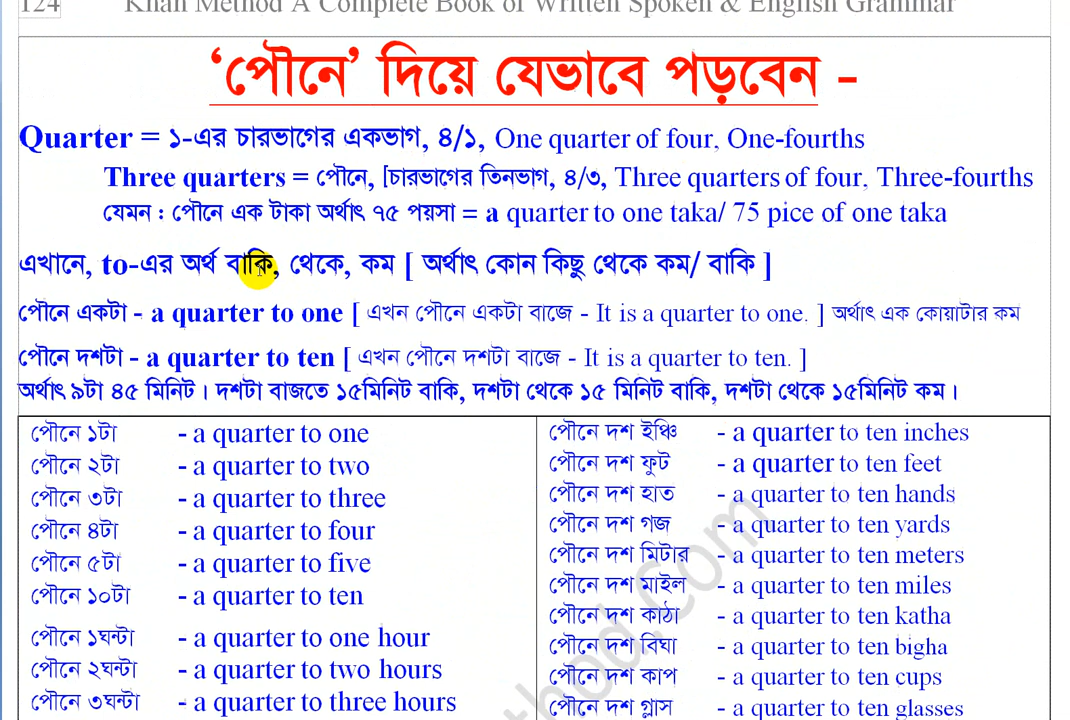 124 Khan Method A Complete Book of Written Spoken & English Grammar
‘পৌনে’ দিয়ে যেভাবে পড়বেন -
Quarter = ১-এর চারভাগের একভাগ, ৪/১, One quarter of four, One-fourths
Three quarters = পৌনে, [চারভাগের তিনভাগ, ৪/৩, Three quarters of four, Three-fourths
যেমন : পৌনে এক টাকা অর্থাৎ ৭৫ পয়সা = a quarter to one taka/ 75 pice of one taka
এখানে, to-এর অর্থ বাকি, থেকে, কম [ অর্থাৎ কোন কিছু থেকে কম/ বাকি ]
পৌনে একটা - a quarter to one [ এখন পৌনে একটা বাজে - It is a quarter to one. ] অর্থাৎ এক কোয়াটার কম
পৌনে দশটা - a quarter to ten [ এখন পৌনে দশটা বাজে - It is a quarter to ten. ]
অর্থাৎ ৯টা ৪৫ মিনিট। দশটা বাজতে ১৫মিনিট বাকি, দশটা থেকে ১৫ মিনিট বাকি, দশটা থেকে ১৫মিনিট কম।
পৌনে ১টা - a quarter to one
পৌনে ২টা - a quarter to two
পৌনে ৩টা - a quarter to three
পৌনে ৪টা - a quarter to four
পৌনে ৫টা - a quarter to five
পৌনে ১০টা - a quarter to ten
পৌনে ১ঘন্টা - a quarter to one hour
পৌনে ২ঘন্টা - a quarter to two hours
পৌনে ৩ঘন্টা - a quarter to three hours
পৌনে দশ ইঞ্চি - a quarter to ten inches
পৌনে দশ ফুট - a quarter to ten feet
পৌনে দশ হাত - a quarter to ten hands
পৌনে দশ গজ - a quarter to ten yards
পৌনে দশ মিটার - a quarter to ten meters
পৌনে দশ মাইল - a quarter to ten miles
পৌনে দশ কাঠা - a quarter to ten katha
পৌনে দশ বিঘা - a quarter to ten bigha
পৌনে দশ কাপ - a quarter to ten cups
পৌনে দশ গ্লাস - a quarter to ten glasses
thod.com